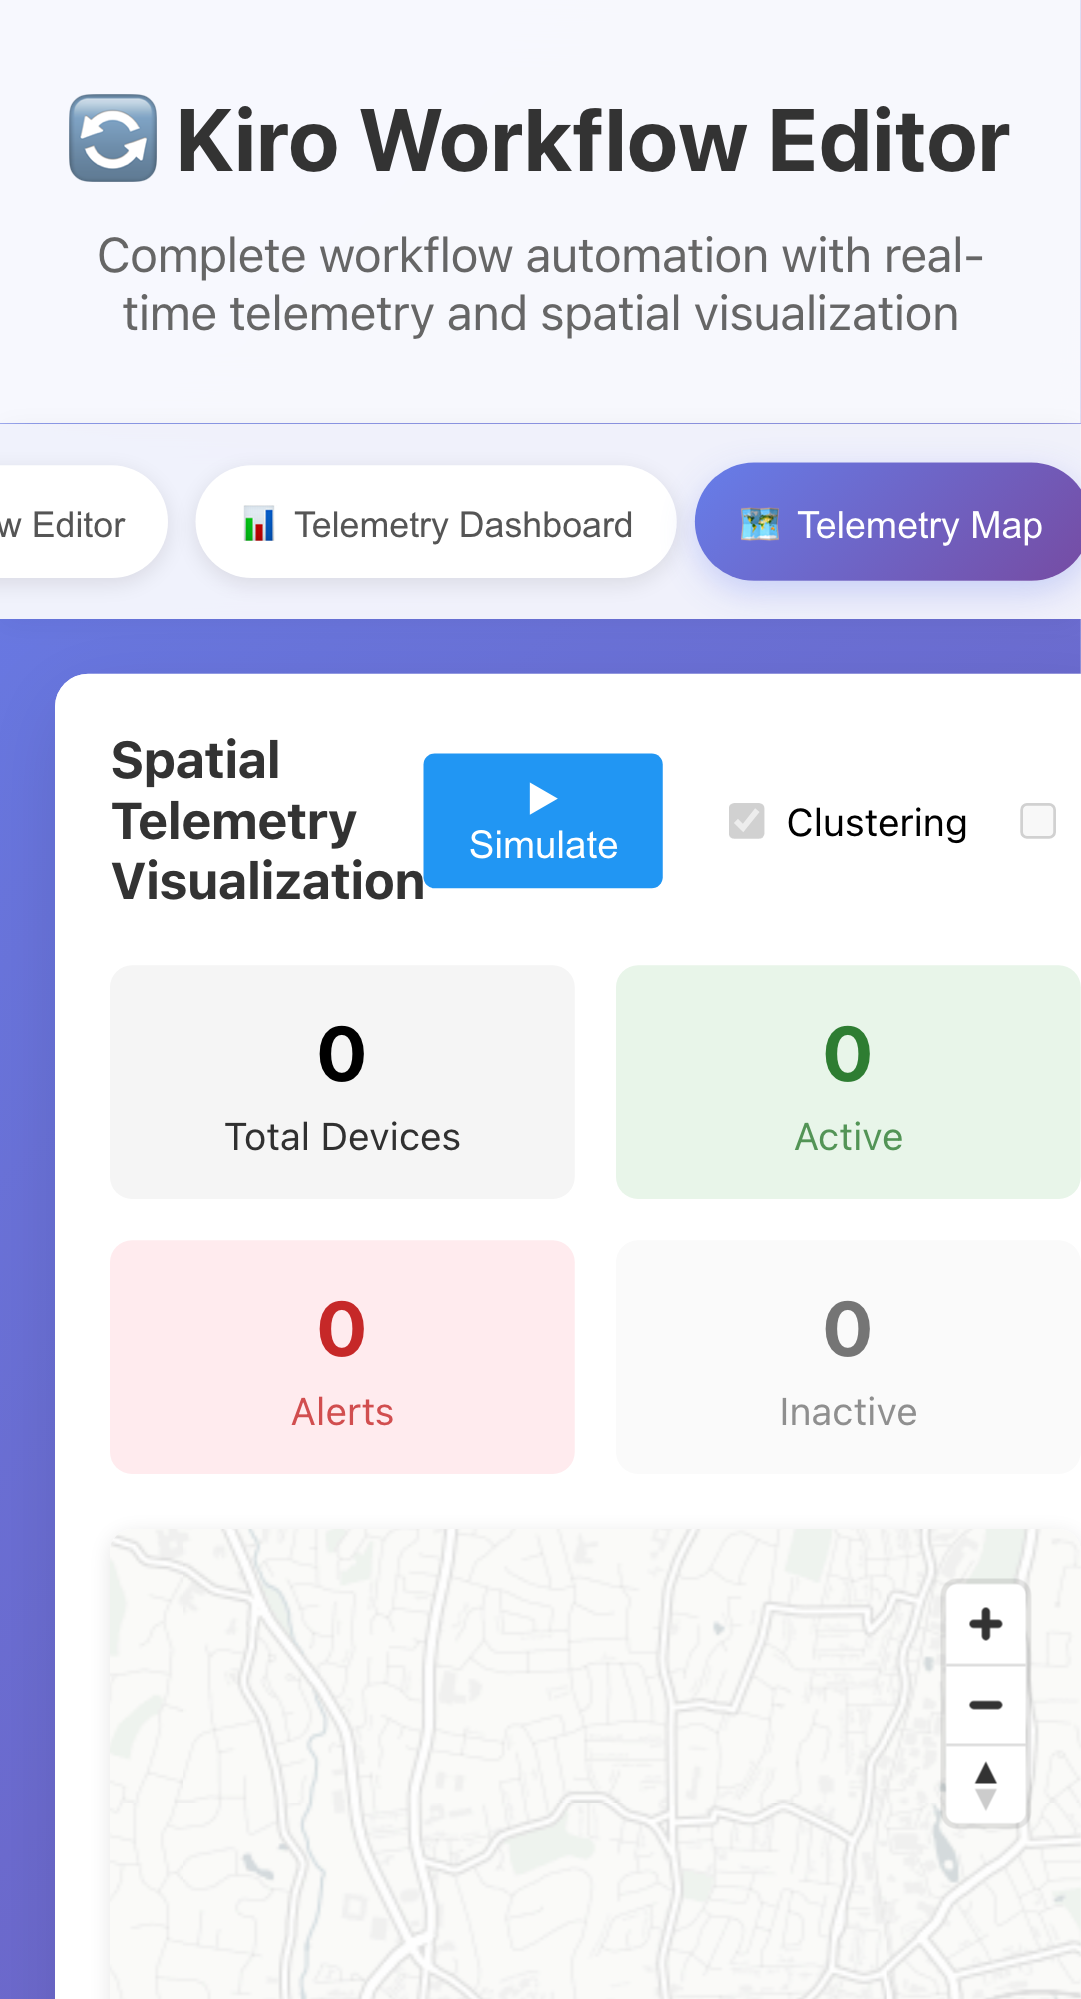 Kiro Workflow Editor
Complete workflow automation with real-
time telemetry and spatial visualization
w Editor
Telemetry Dashboard
Telemetry Map
Spatial
Telemetry
Visualization
Simulate
Clustering
0
Total Devices
0
Active
0
Alerts
0
Inactive